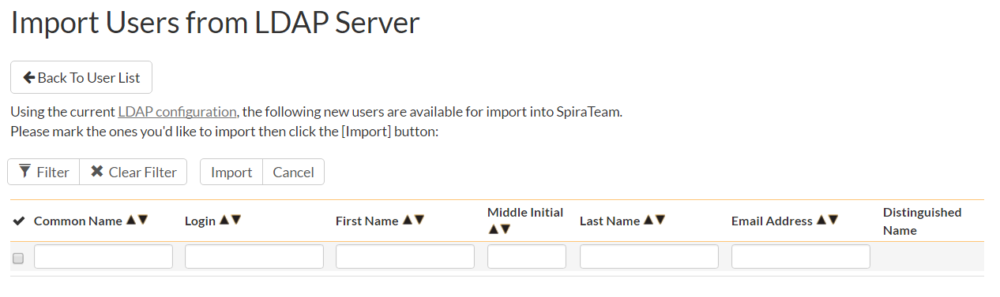 Import Users from LDAP Server
Back To User List
Using the current LDAP configuration, the following new users are available for import into SpiraTeam.
Please mark the ones you'd like to import then click the [Import] button:
Filter Clear Filter Import Cancel
Common Name Login First Name Middle Initial Last Name Email Address Distinguished Name